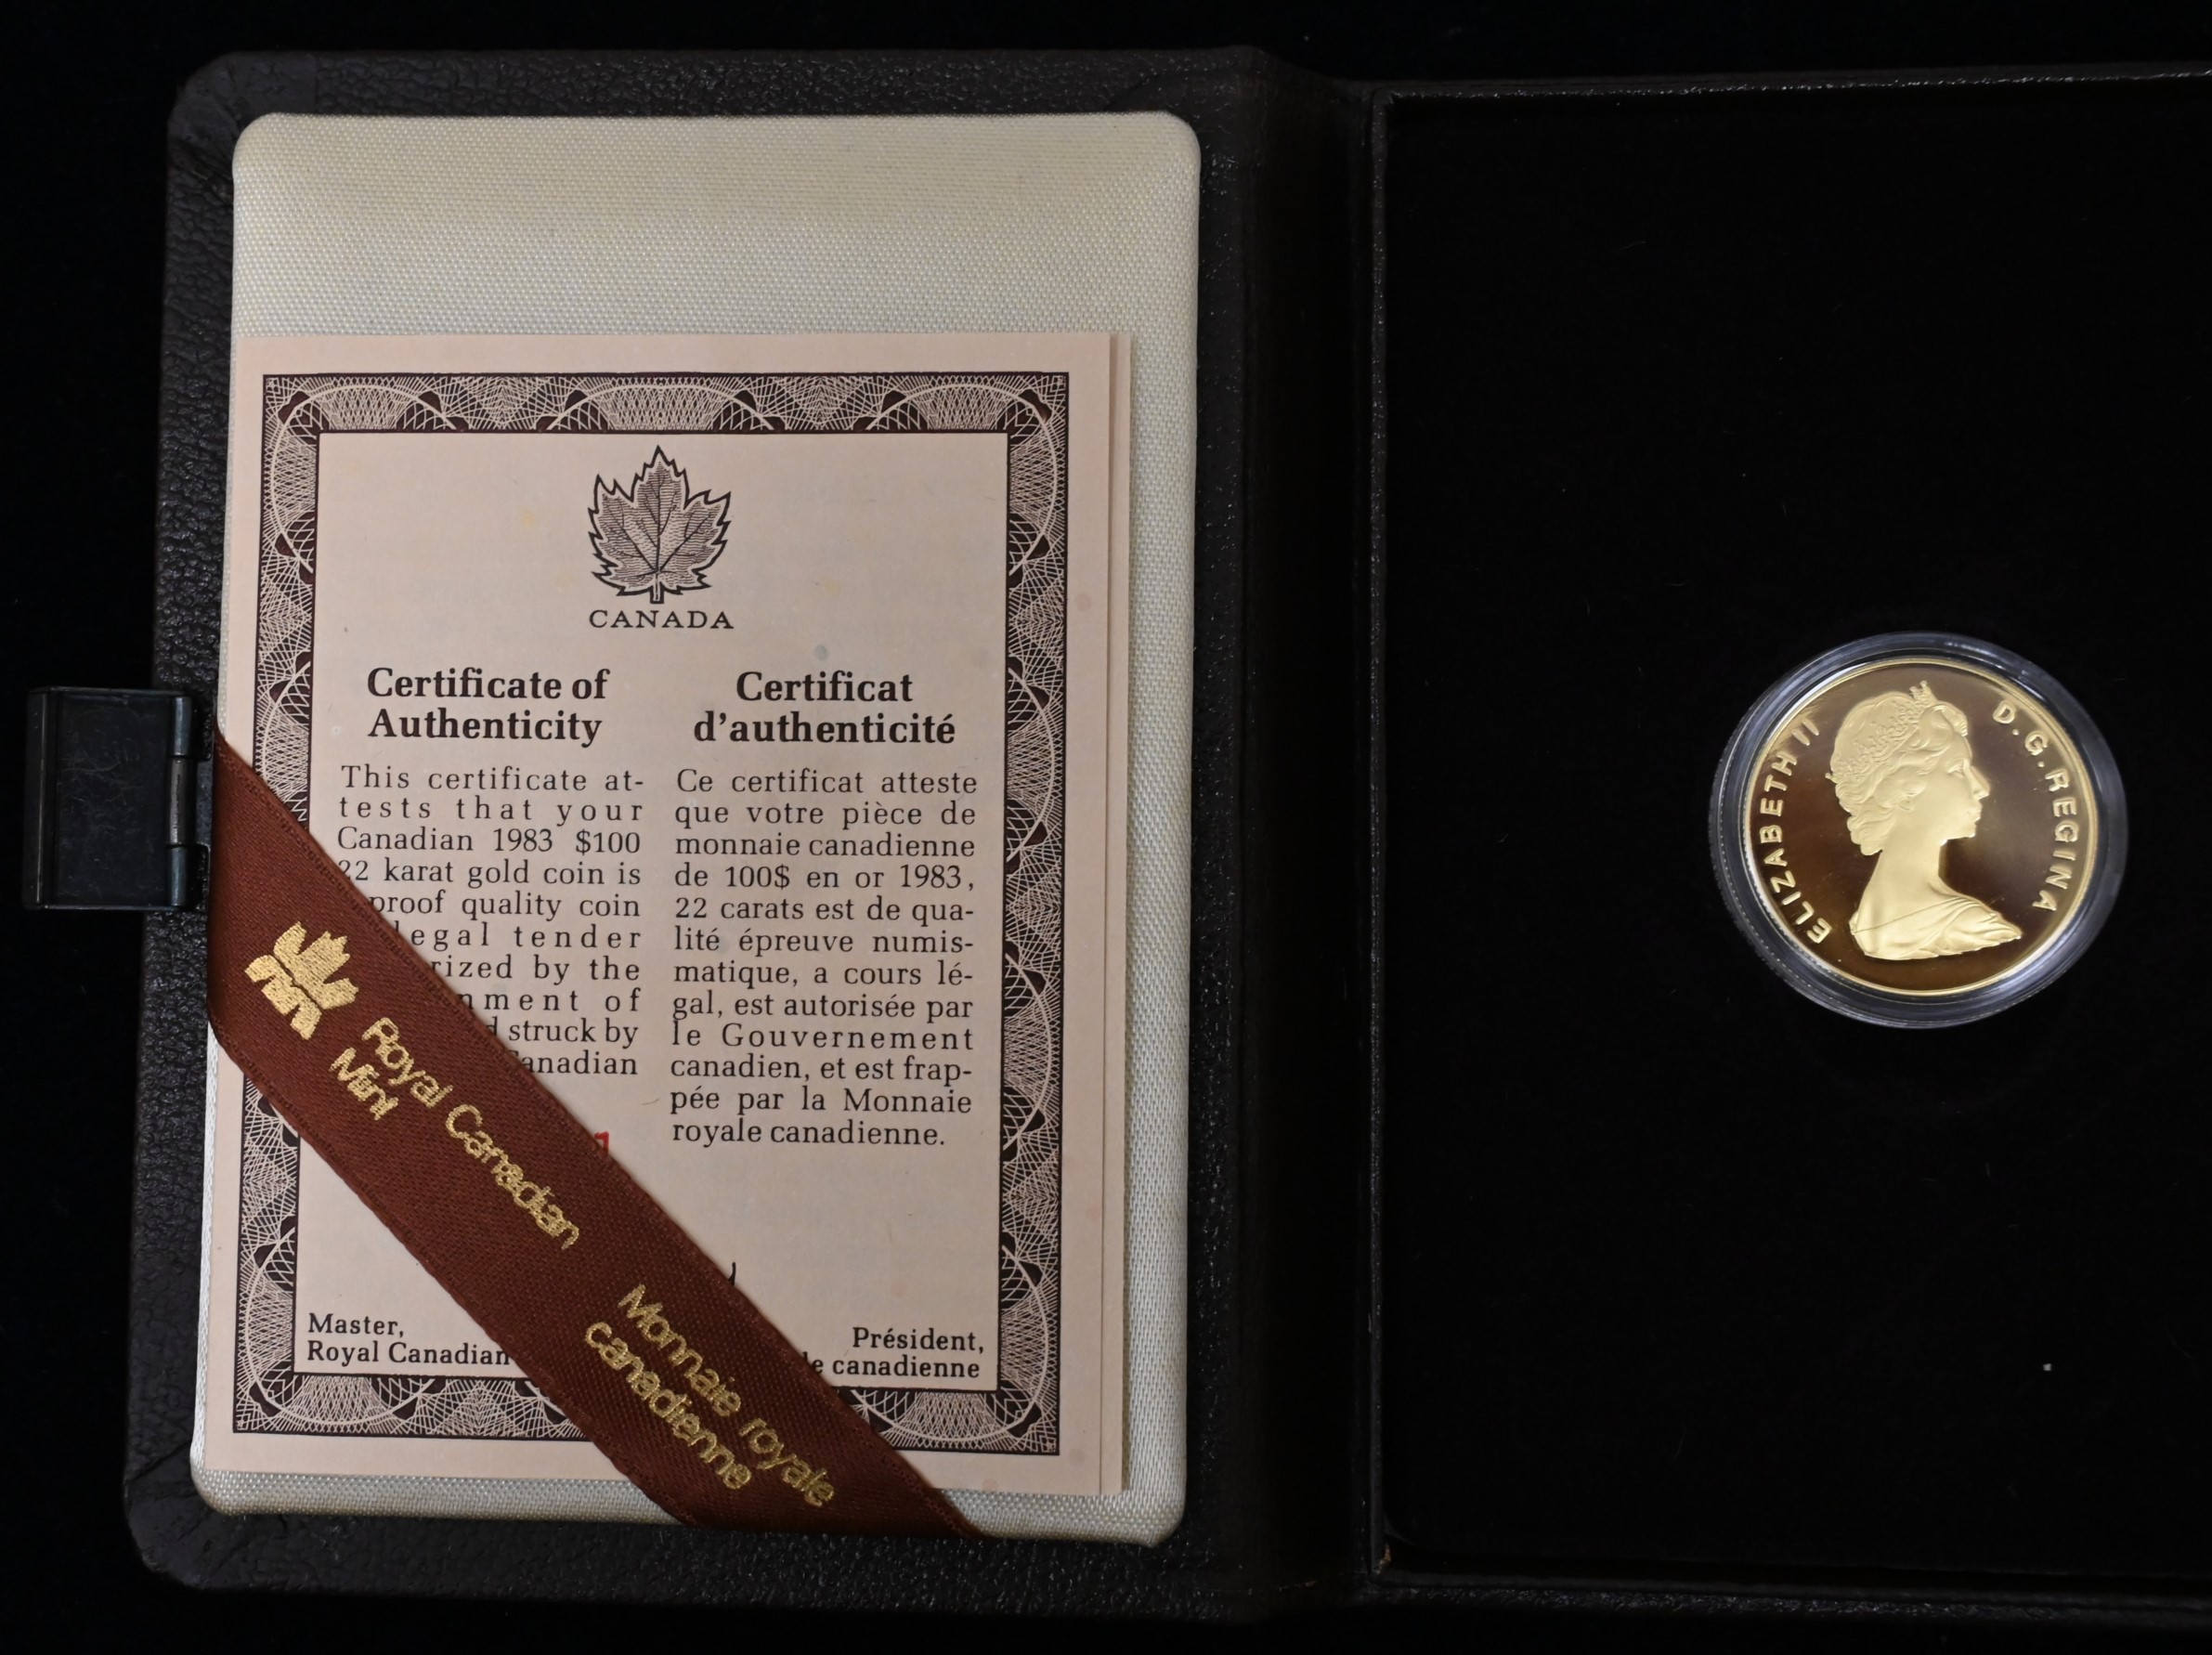 CANADA
Certificate of
Authenticity
This certificate at-
tests that your
Canadian 1983 $100
22 karat gold coin is
proof quality coin
legal tender
by the
of
struck by
Canadian
Master,
Royal Canadian
Certificat
d'authenticité
Ce certificat atteste
que votre pièce de
monnaie canadienne
de 100$ en or 1983,
22 carats est de qua-
lité épreuve numis-
matique, a cours lé-
gal, est autorisée par
le Gouvernement
canadien, et est frap-
pée par la Monnaie
royale canadienne.
Président,
canadienne
Royal Canadian
Mint
Monnaie royale
canadienne
ELIZABETH II D.G. REGINA